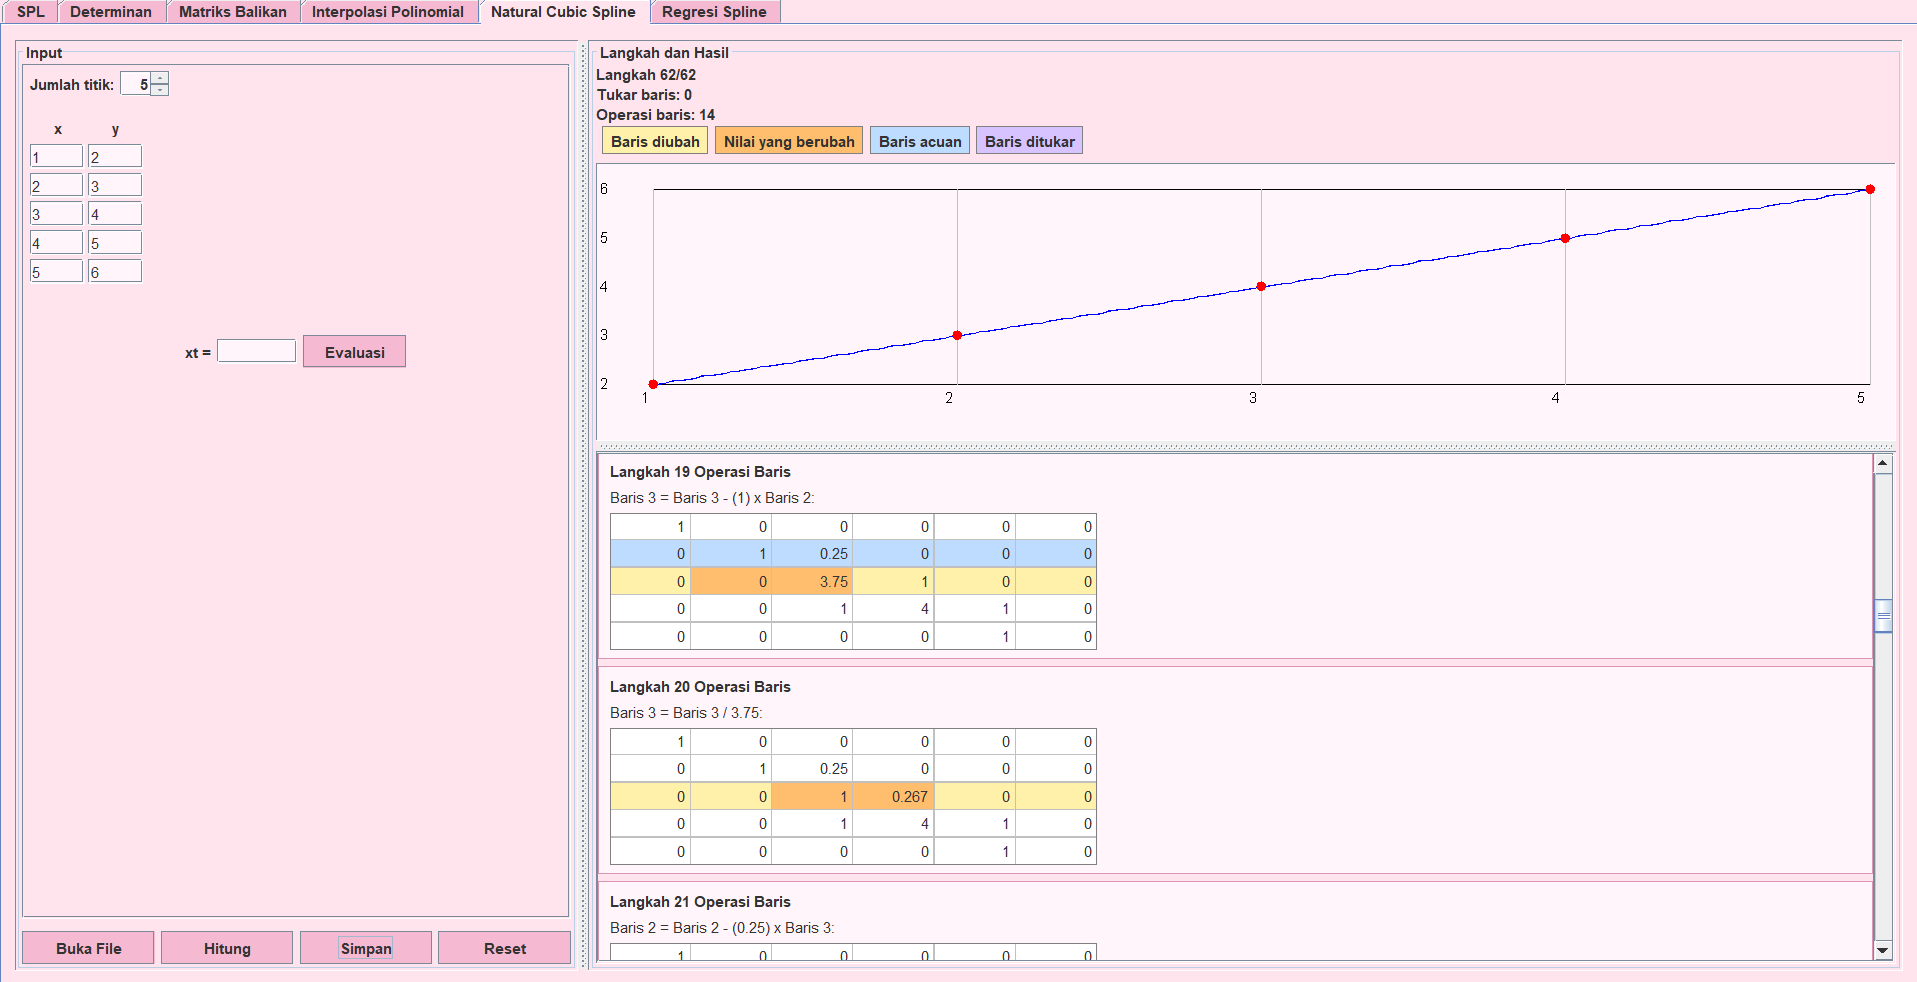 SPL Determinan Matriks Balikan Interpolasi Polinomial Natural Cubic Spline Regresi Spline
Input
Jumlah titik: 5
x y
1 2
2 3
3 4
4 5
5 6
xt = Evaluasi
Buka File Hitung Simpan Reset
Langkah dan Hasil
Langkah 62/62
Tukar baris: 0
Operasi baris: 14
Baris diubah Nilai yang berubah Baris acuan Baris ditukar
6
5
4
3
2
1 2 3 4 5
Langkah 19 Operasi Baris
Baris 3 = Baris 3 - (1) x Baris 2:
1 0 0 0 0 0
0 1 0.25 0 0 0
0 0 3.75 1 0 0
0 0 1 4 1 0
0 0 0 0 1 0
Langkah 20 Operasi Baris
Baris 3 = Baris 3 / 3.75:
1 0 0 0 0 0
0 1 0.25 0 0 0
0 0 1 0.267 0 0
0 0 1 4 1 0
0 0 0 0 1 0
Langkah 21 Operasi Baris
Baris 2 = Baris 2 - (0.25) x Baris 3:
1 0 0 0 0 0